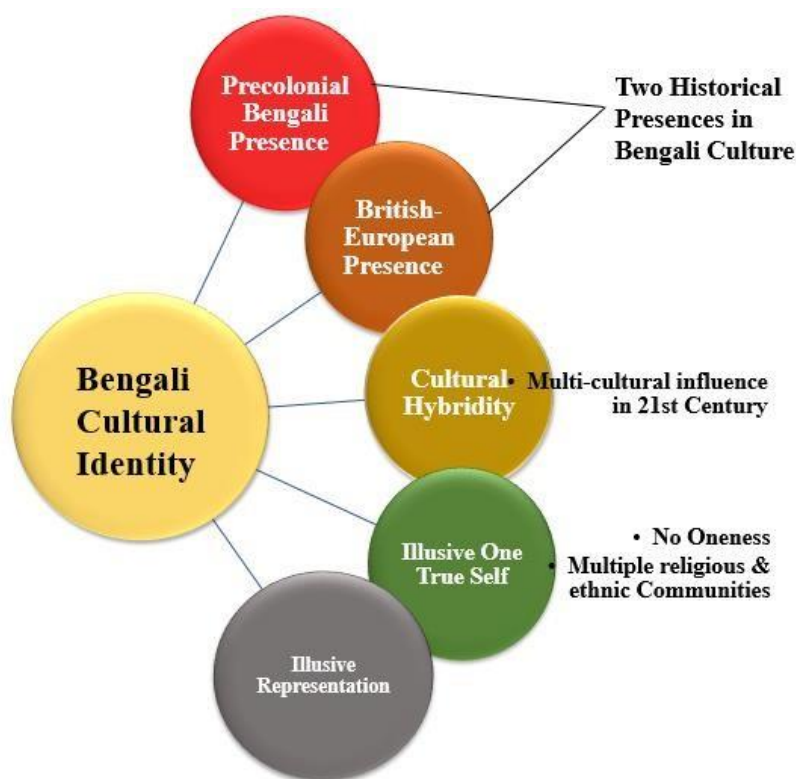 Precolonial
Bengali
Presence
Two Historical
Presences in
Bengali Culture
British-
European
Presence
Bengali
Cultural
Identity
Cultural
Hybridity
• Multi-cultural influence
in 21st Century
Illusive One
True Self
• No Oneness
• Multiple religious &
ethnic Communities
Illusive
Representation